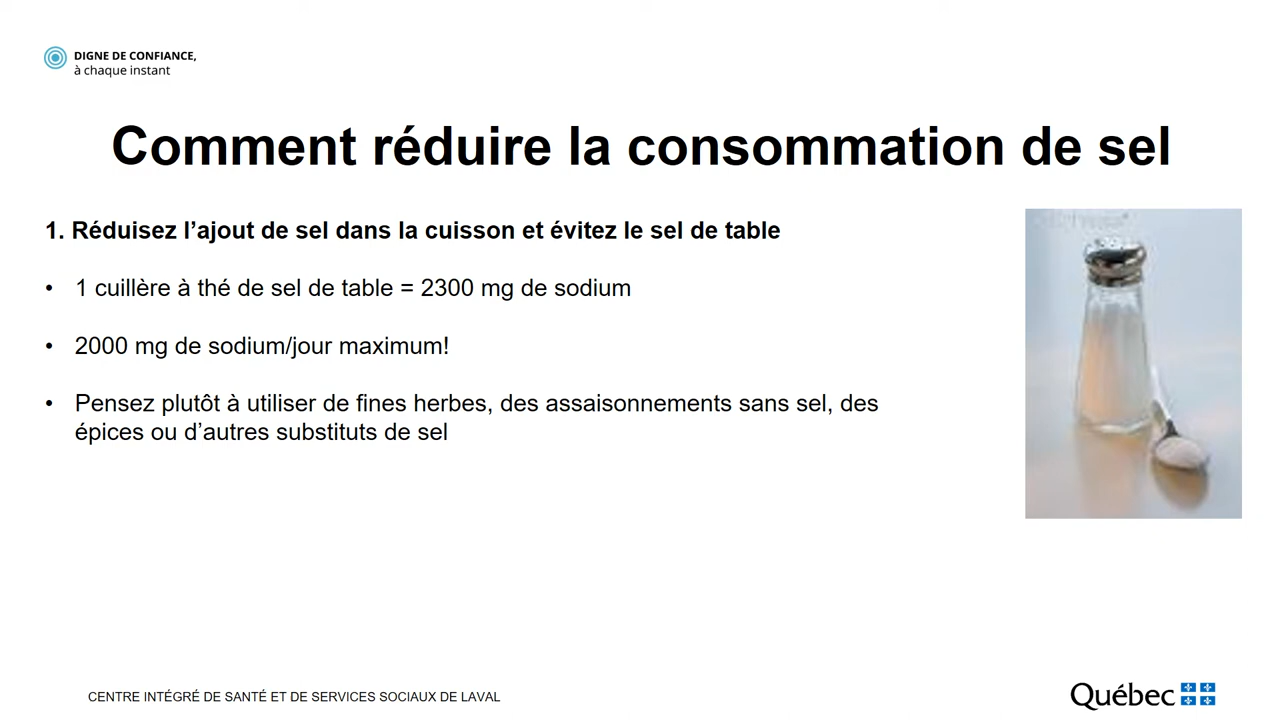 DIGNE DE CONFIANCE,
à chaque instant
Comment réduire la consommation de sel
1. Réduisez l’ajout de sel dans la cuisson et évitez le sel de table
• 1 cuillère à thé de sel de table = 2300 mg de sodium
• 2000 mg de sodium/jour maximum!
• Pensez plutôt à utiliser de fines herbes, des assaisonnements sans sel, des
épices ou d’autres substituts de sel
CENTRE INTÉGRÉ DE SANTÉ ET DE SERVICES SOCIAUX DE LAVAL
Québec